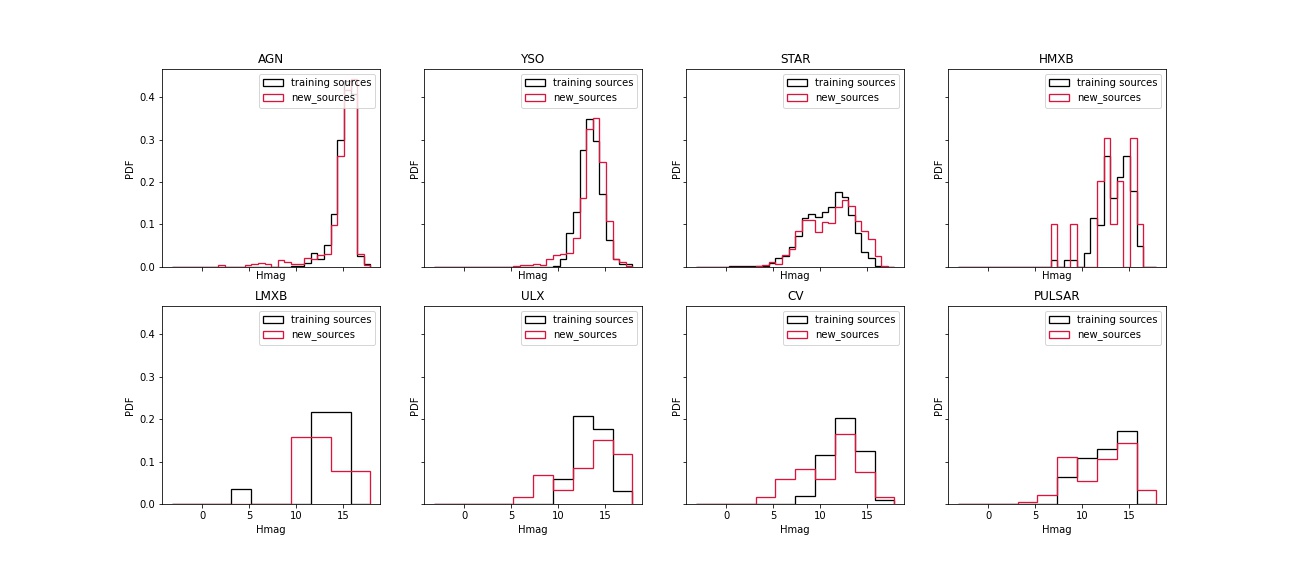 AGN
YSO
STAR
HMXB
training sources
new_sources
training sources
new_sources
training sources
new_sources
training sources
new_sources
PDF
0.4
0.3
0.2
0.1
0.0
PDF
PDF
PDF
Hmag
Hmag
Hmag
Hmag
LMXB
ULX
CV
PULSAR
training sources
new_sources
training sources
new_sources
training sources
new_sources
training sources
new_sources
PDF
0.4
0.3
0.2
0.1
0.0
PDF
PDF
PDF
0 5 10 15
0 5 10 15
0 5 10 15
0 5 10 15
Hmag
Hmag
Hmag
Hmag